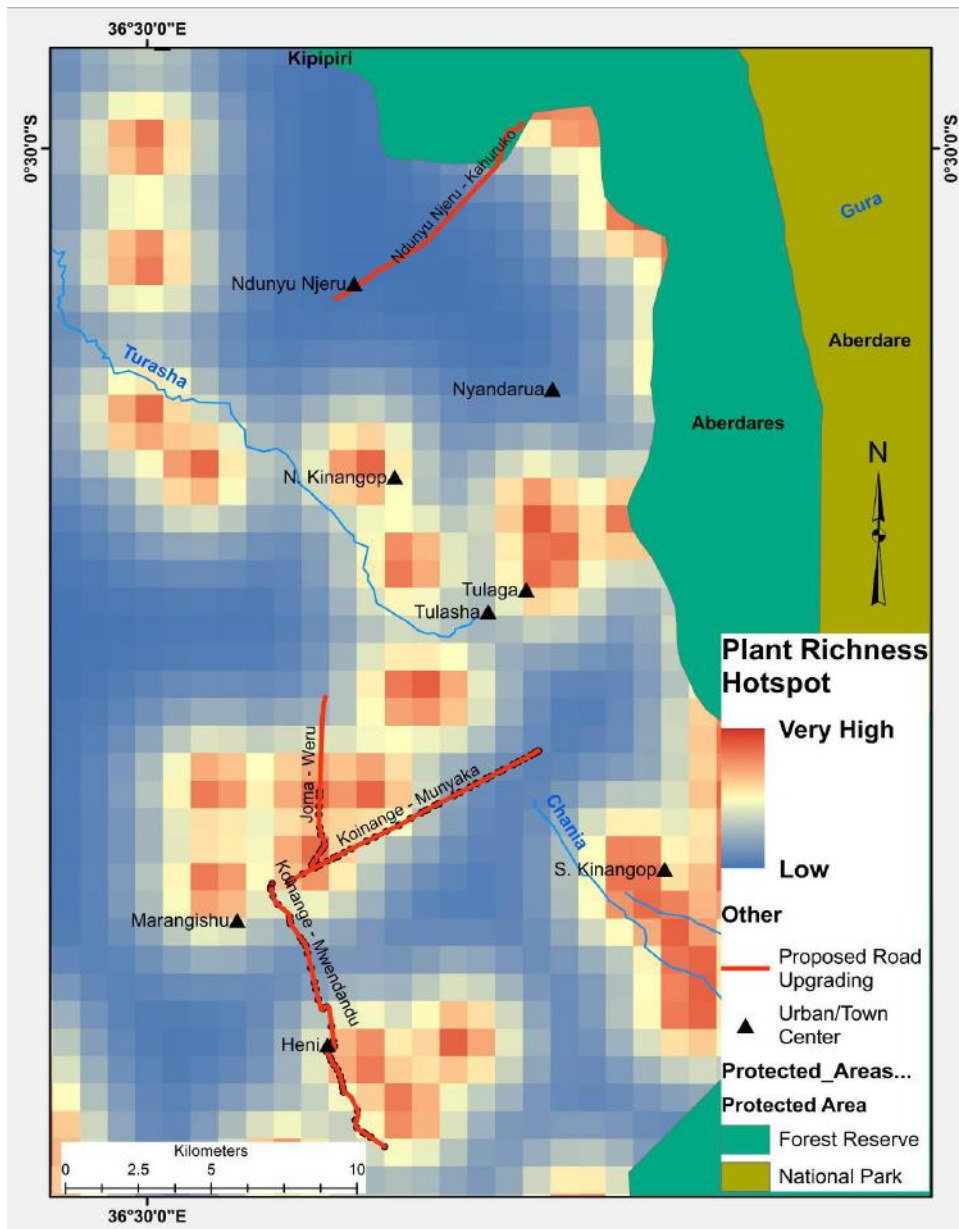 36°30'0"E
Kipipiri
0°30'0"S
0°30'0"S
Ndunyu Njeru - Kahuruko
Gura
Ndunyu Njeru
Aberdare
Turasha
Nyandarua
Aberdares
N. Kinangop
N
Tulaga
Tulasha
Plant Richness
Hotspot
Very High
Low
Joma - Weru
Koinange - Munyaka
Chania
S. Kinangop
Koinange - Mwendandu
Marangishu
Other
Proposed Road
Upgrading
Urban/Town
Center
Heni
Protected_Areas...
Protected Area
Forest Reserve
National Park
Kilometers
0 2.5 5 10
36°30'0"E